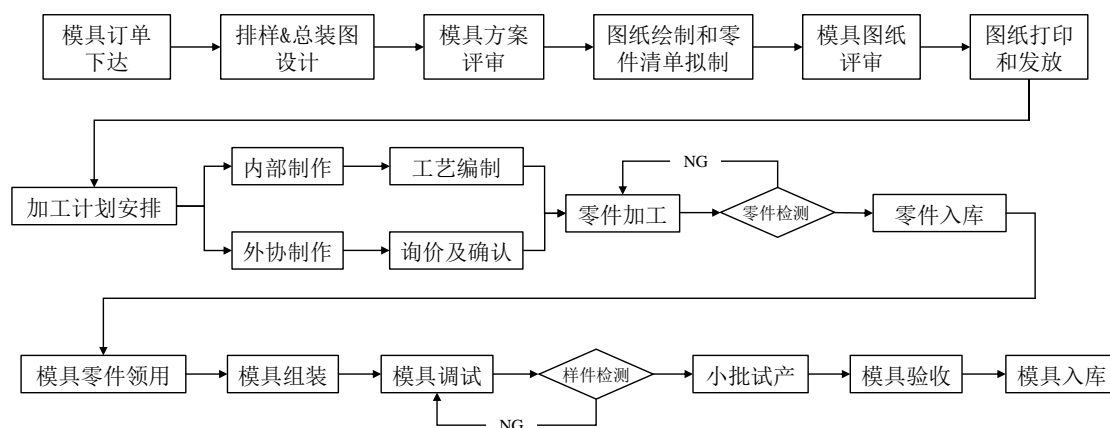 模具订单
下达
排样&总装图
设计
模具方案
评审
图纸绘制和零
件清单拟制
模具图纸
评审
图纸打印
和发放
加工计划安排
内部制作
工艺编制
外协制作
询价及确认
零件加工
NG
零件检测
零件入库
模具零件领用
模具组装
模具调试
样件检测
NG
小批试产
模具验收
模具入库